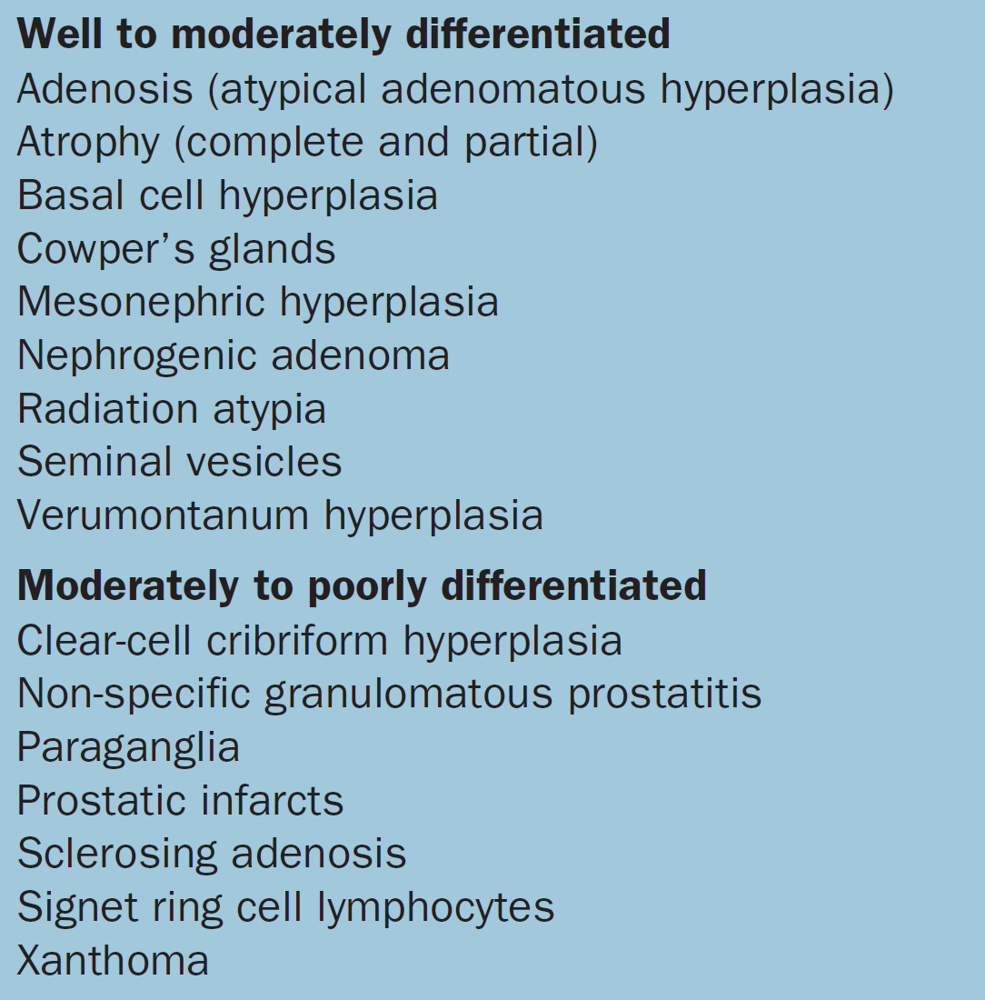 Well to moderately differentiated
Adenosis (atypical adenomatous hyperplasia)
Atrophy (complete and partial)
Basal cell hyperplasia
Cowper’s glands
Mesonephric hyperplasia
Nephrogenic adenoma
Radiation atypia
Seminal vesicles
Verumontanum hyperplasia
Moderately to poorly differentiated
Clear-cell cribriform hyperplasia
Non-specific granulomatous prostatitis
Paraganglia
Prostatic infarcts
Sclerosing adenosis
Signet ring cell lymphocytes
Xanthoma